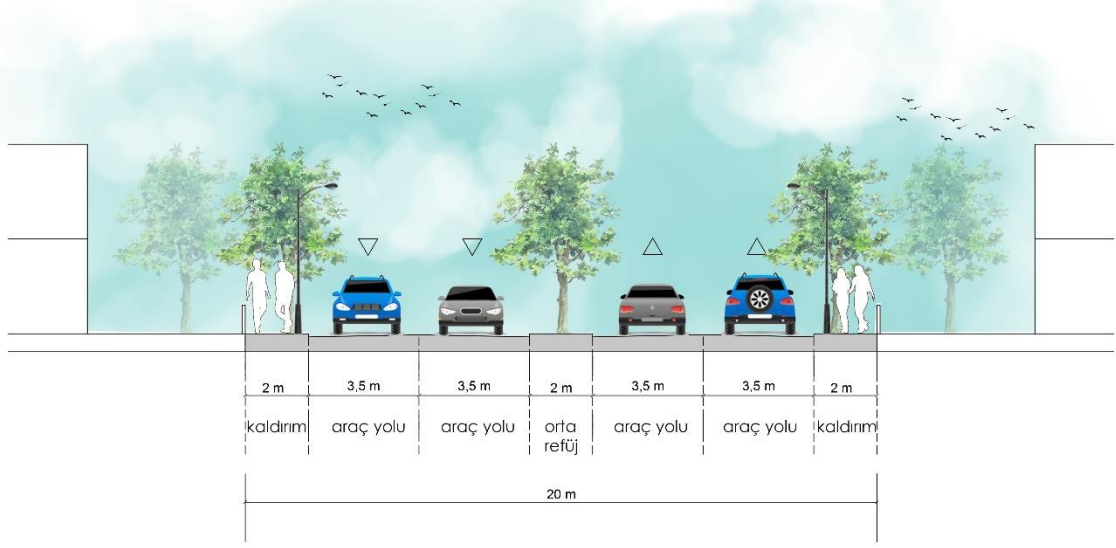 2 m 3,5 m 3,5 m 2 m 3,5 m 3,5 m 2 m
kaldırım araç yolu araç yolu orta araç yolu araç yolu kaldırım
refüj
20 m